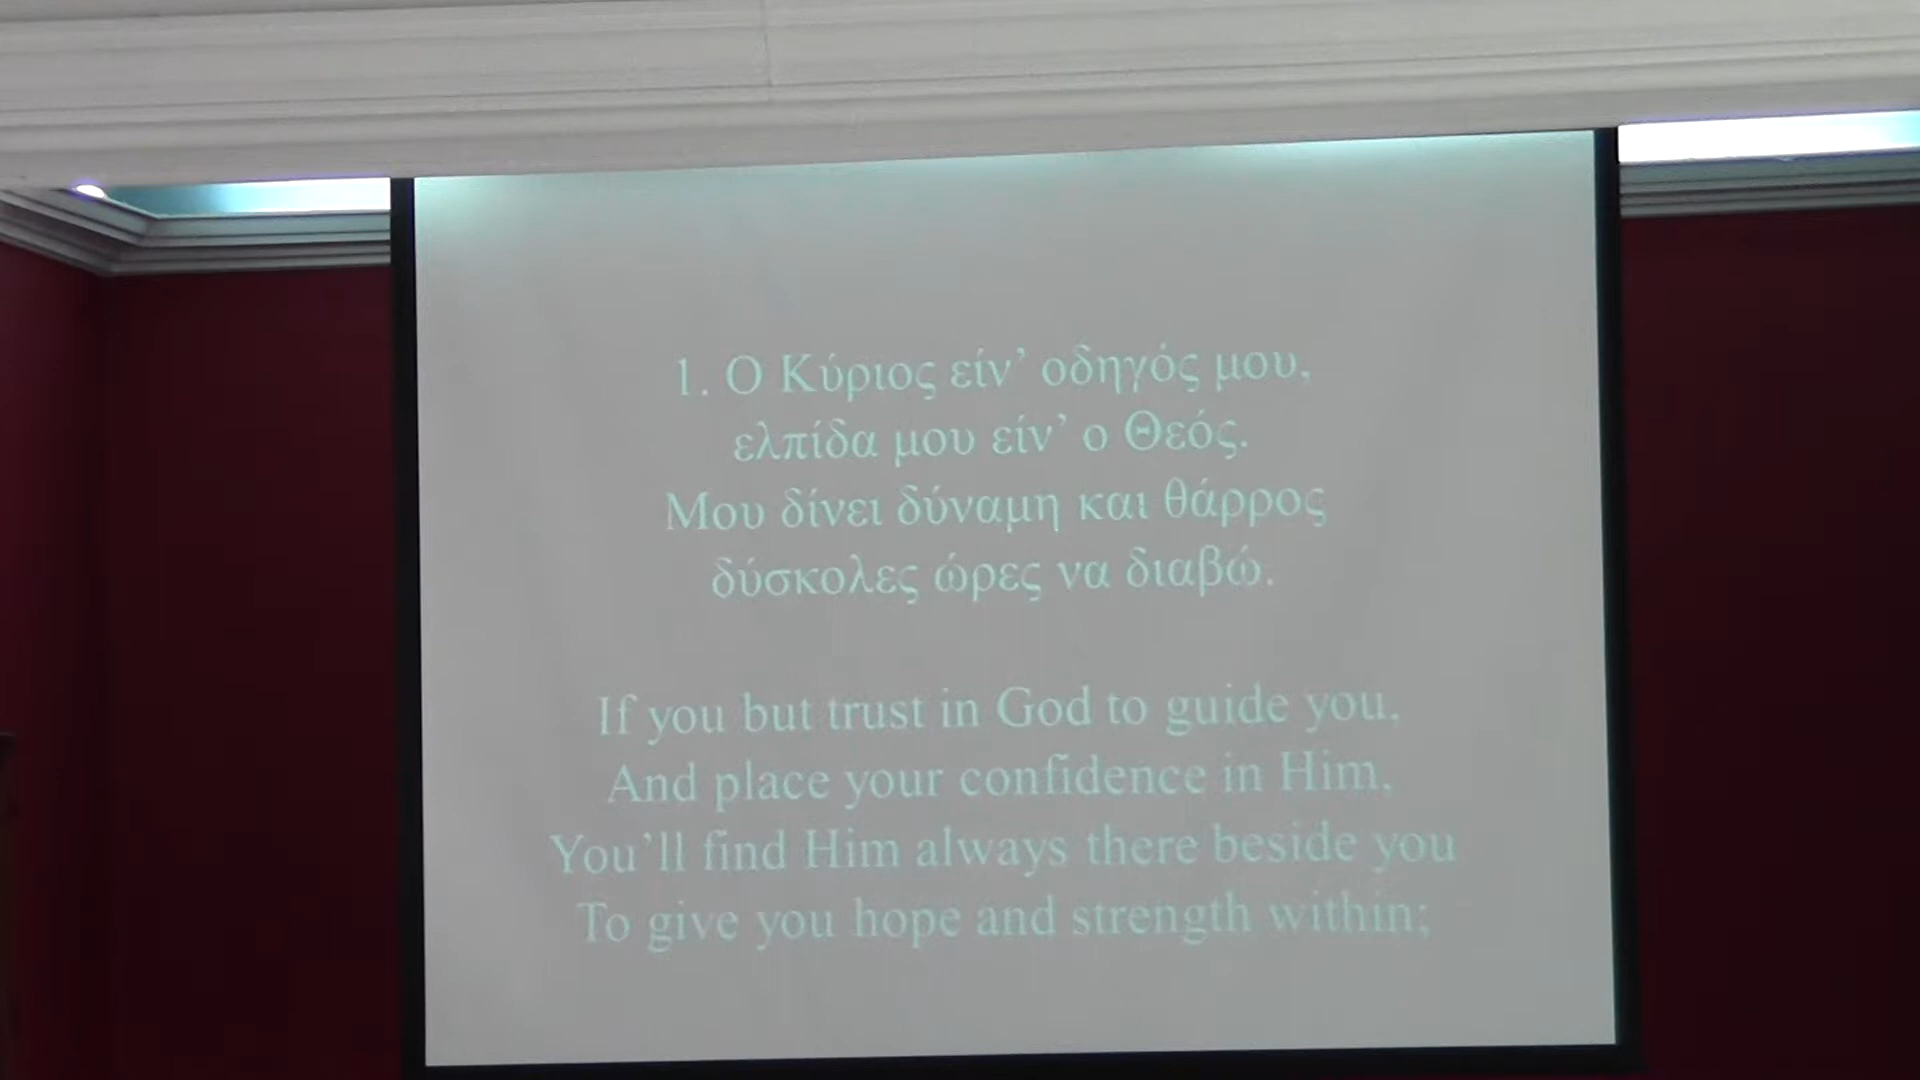 1. Ο Κύριος είν’ οδηγός μου,
ελπίδα μου είν’ ο Θεός.
Μου δίνει δύναμη και θάρρος
δύσκολες ώρες να διαβώ.
If you but trust in God to guide you,
And place your confidence in Him,
You’ll find Him always there beside you
To give you hope and strength within;